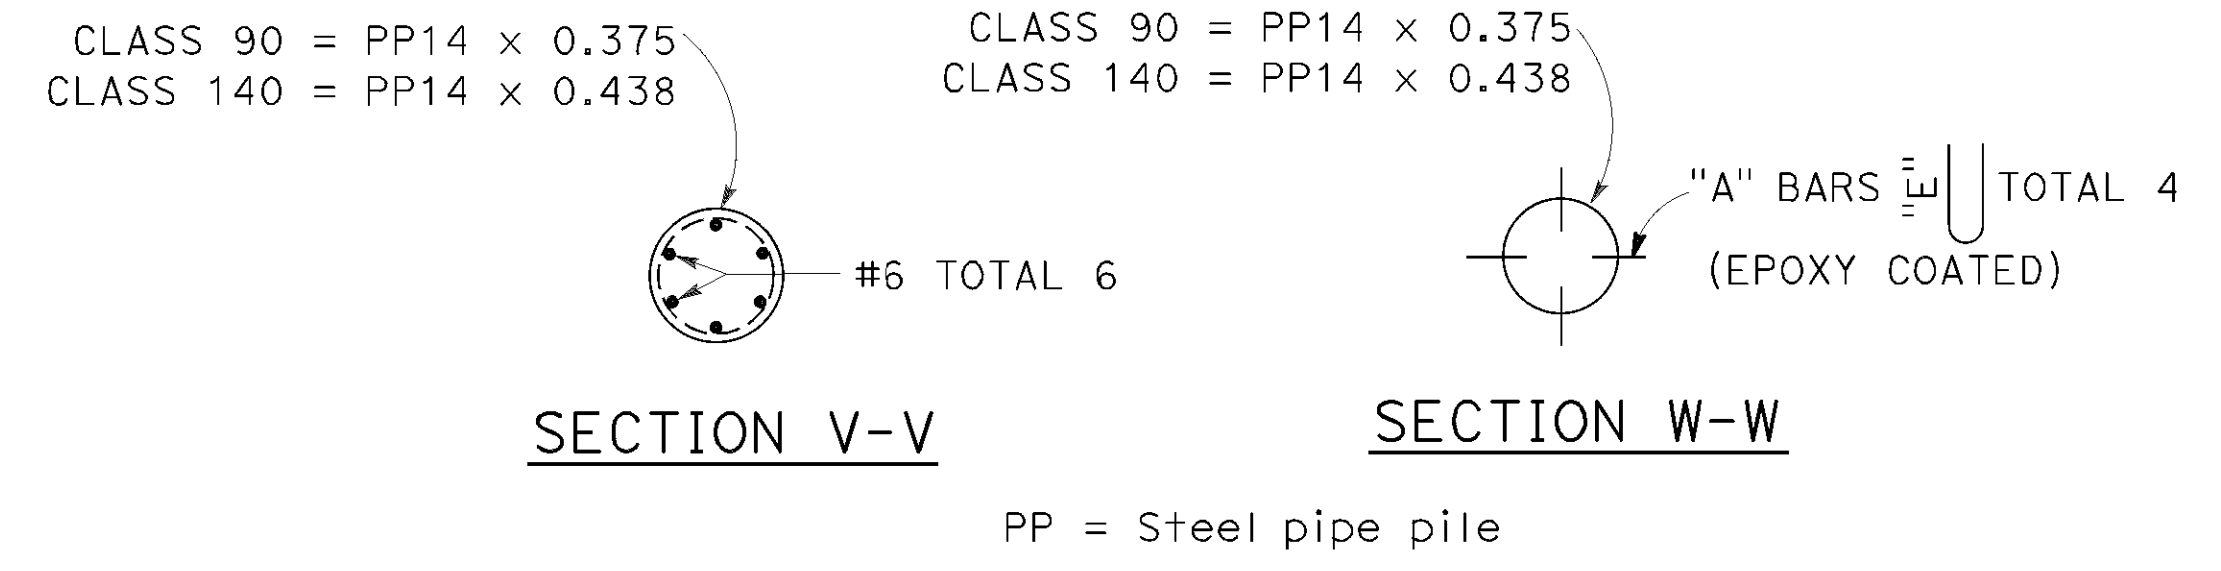 CLASS 90 = PP14 x 0.375
CLASS 140 = PP14 x 0.438
#6 TOTAL 6
SECTION V-V
CLASS 90 = PP14 x 0.375
CLASS 140 = PP14 x 0.438
"A" BARS "E" TOTAL 4
(EPOXY COATED)
SECTION W-W
PP = Steel pipe pile